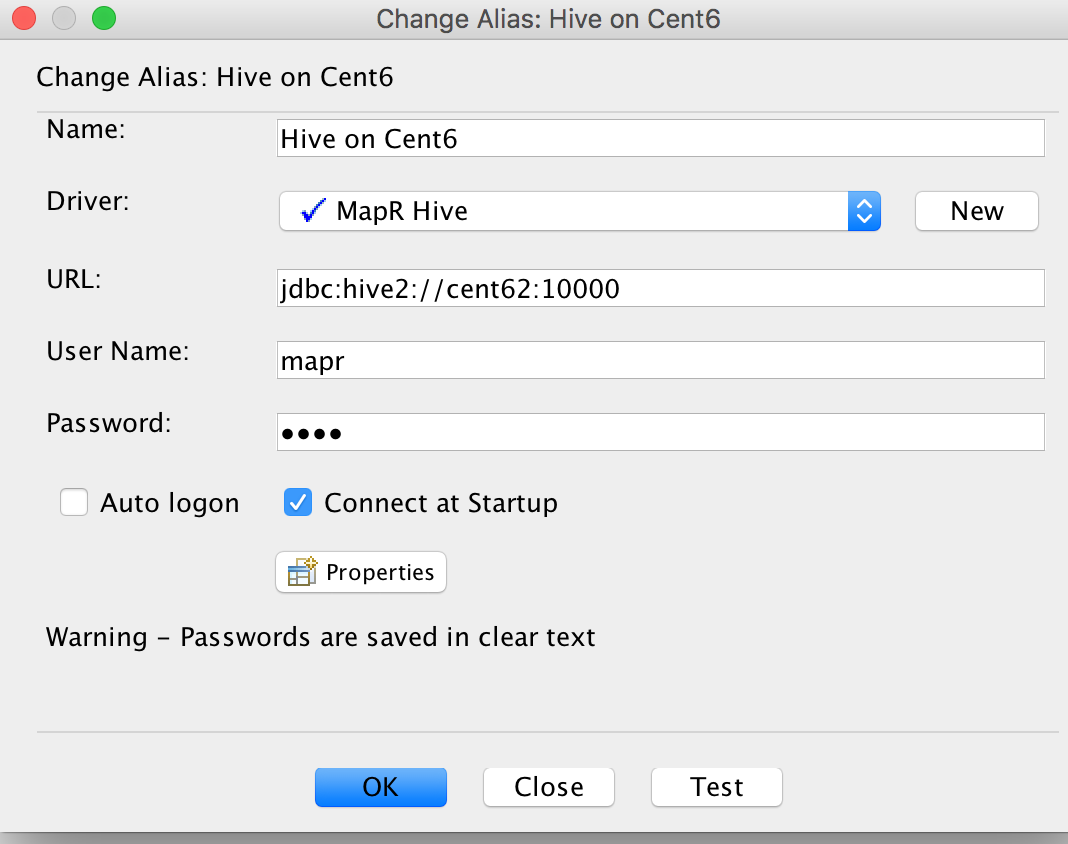 Change Alias: Hive on Cent6
Change Alias: Hive on Cent6
Name: Hive on Cent6
Driver: MapR Hive New
URL: jdbc:hive2://cent62:10000
User Name: mapr
Password: ●●●●
Auto logon Connect at Startup
Properties
Warning – Passwords are saved in clear text
OK Close Test